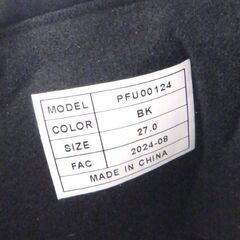 MODEL PFU00124
COLOR BK
SIZE 27.0
FAC 2024-08
MADE IN CHINA